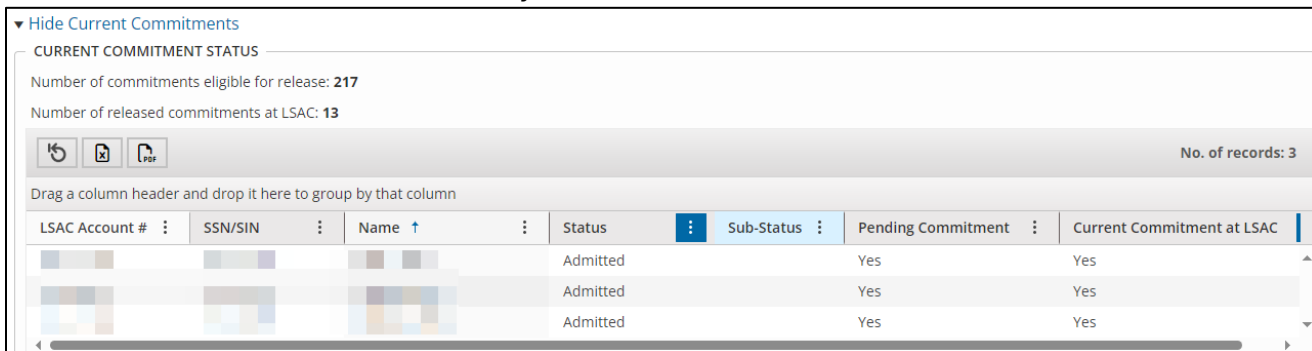 Hide Current Commitments
CURRENT COMMITMENT STATUS
Number of commitments eligible for release: 217
Number of released commitments at LSAC: 13
PDF
No. of records: 3
Drag a column header and drop it here to group by that column
LSAC Account # SSN/SIN Name ↑ Status Sub-Status Pending Commitment Current Commitment at LSAC
Admitted Yes Yes
Admitted Yes Yes
Admitted Yes Yes